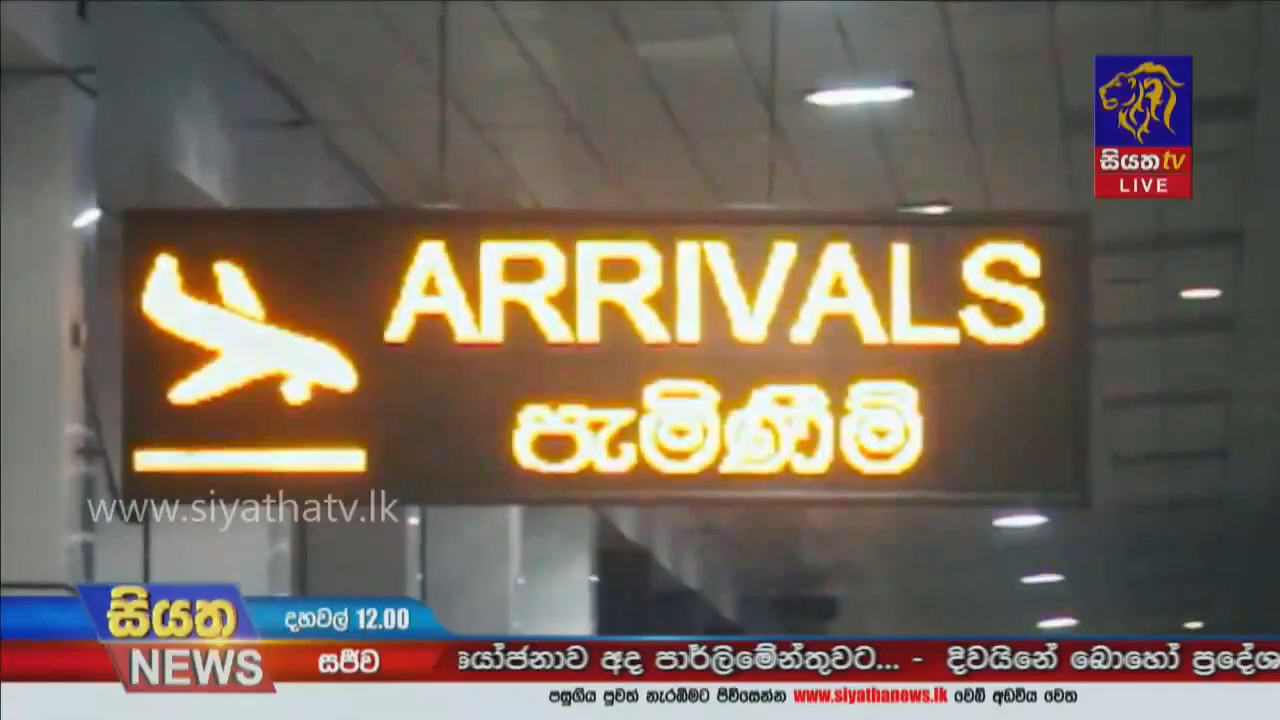 සියත tv
LIVE
ARRIVALS
පැමිණීම්
www.siyathatv.lk
සියත
NEWS
දහවල් 12.00
සජීව
යෝජනාව අද පාර්ලිමේන්තුවට... - දිවයිනේ බොහෝ ප්‍රදේශ
පසුගිය පුවත් නැරඹීමට පිවිසෙන්න www.siyathanews.lk වෙබ් අඩවිය වෙත